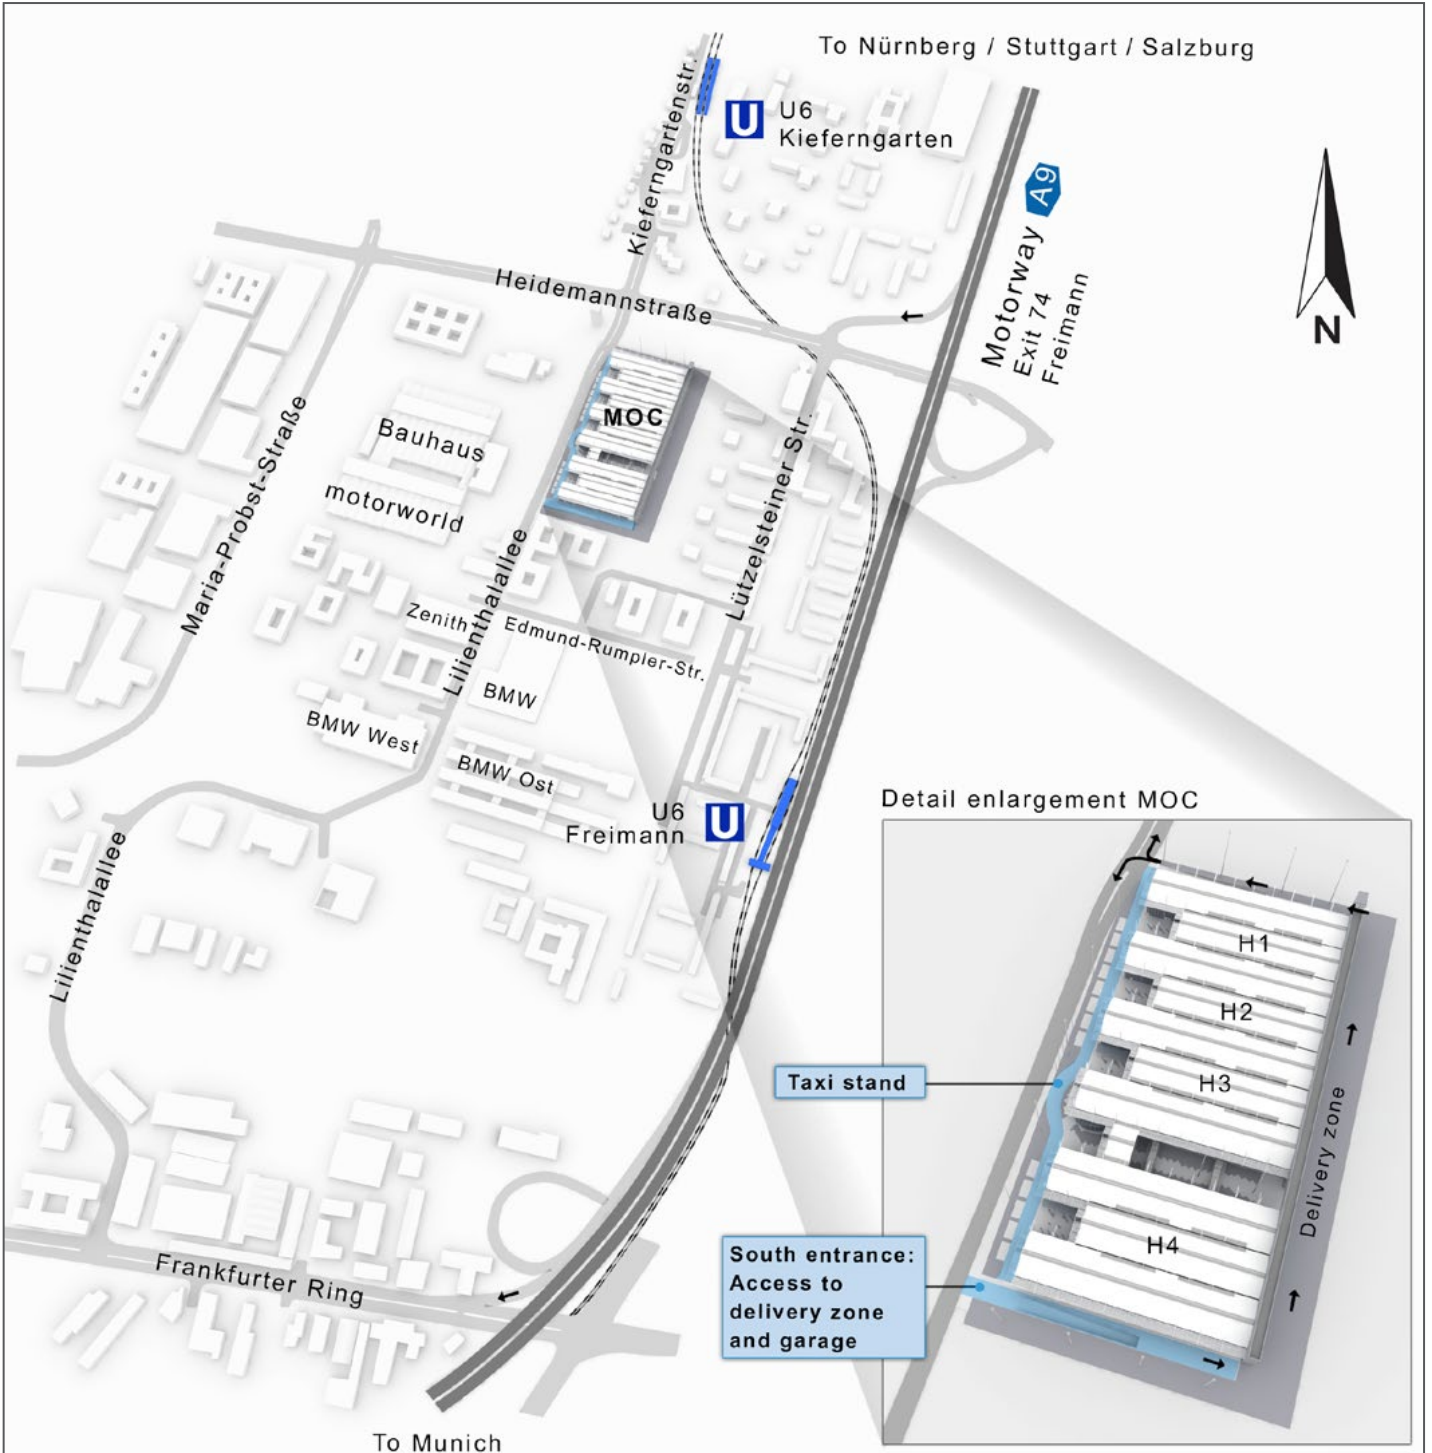 To Nürnberg / Stuttgart / Salzburg
Kieferngartenstr.
U
U6
Kieferngarten
A9
Motorway
Exit 74
Freimann
N
Heidemannstraße
MOC
Bauhaus
motorworld
Maria-Probst-Straße
Lilienthalallee
Lützelsteiner Str.
Zenith
Edmund-Rumpler-Str.
BMW
BMW West
BMW Ost
U6
Freimann
U
Lilienthalallee
Frankfurter Ring
To Munich
Detail enlargement MOC
H1
H2
H3
H4
Delivery zone
Taxi stand
South entrance:
Access to
delivery zone
and garage